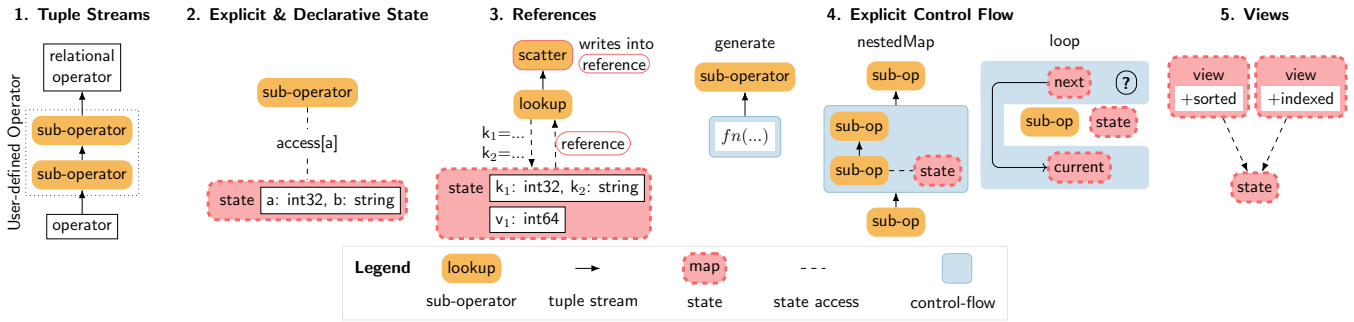 1. Tuple Streams
User-defined Operator
relational
operator
sub-operator
sub-operator
operator
2. Explicit & Declarative State
sub-operator
access[a]
state
a: int32, b: string
3. References
scatter
writes into
reference
lookup
k₁=...
k₂=...
reference
state
k₁: int32, k₂: string
v₁: int64
4. Explicit Control Flow
generate
sub-operator
fn(...)
nestedMap
sub-op
sub-op
sub-op
state
sub-op
loop
next
?
sub-op
state
current
5. Views
view
+sorted
view
+indexed
state
Legend
lookup
sub-operator
tuple stream
map
state
state access
control-flow